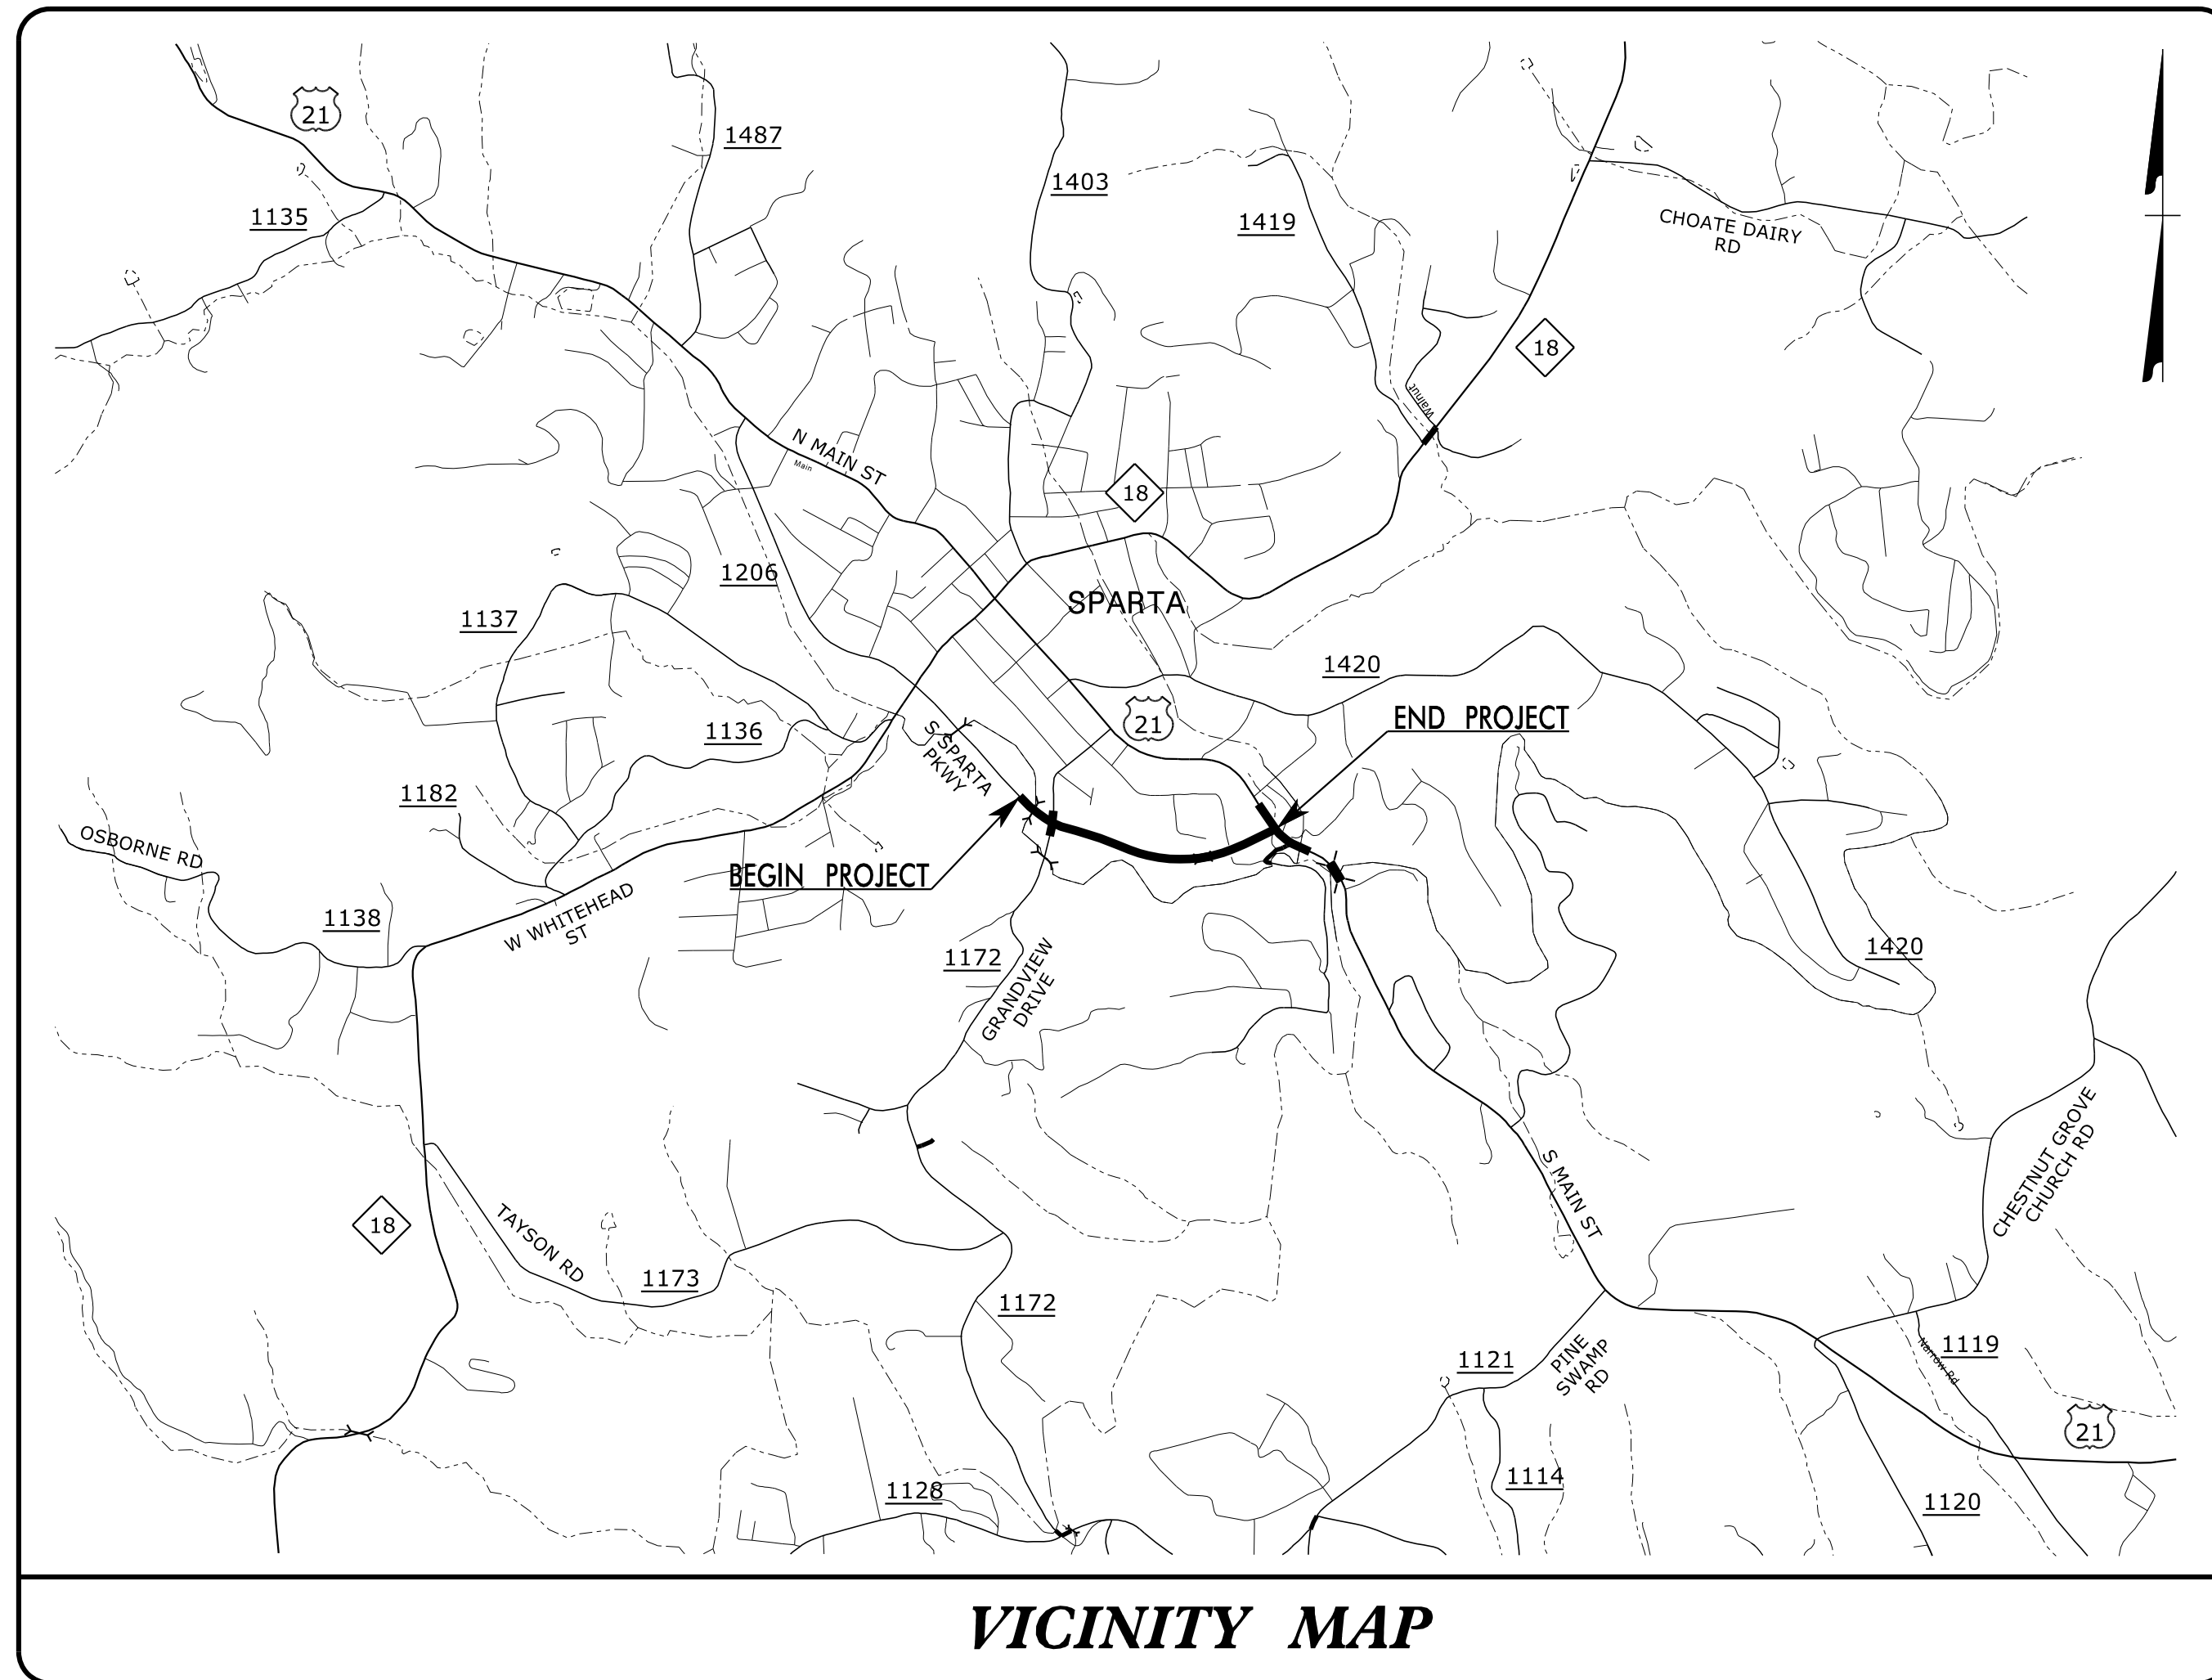 21
1487
1403
1135
1419
CHOATE DAIRY
RD
18
Walnut
N MAIN ST
Main
18
1206
SPARTA
1137
1420
21
END PROJECT
1136
S SPARTA
PKWY
1182
OSBORNE RD
BEGIN PROJECT
1138
W WHITEHEAD
ST
1172
GRANDVIEW
DRIVE
1420
CHESTNUT GROVE
CHURCH RD
S MAIN ST
18
TAYSON RD
1173
1172
1121
PINE
SWAMP
RD
1119
Narrow Rd
21
1128
1114
1120
VICINITY MAP